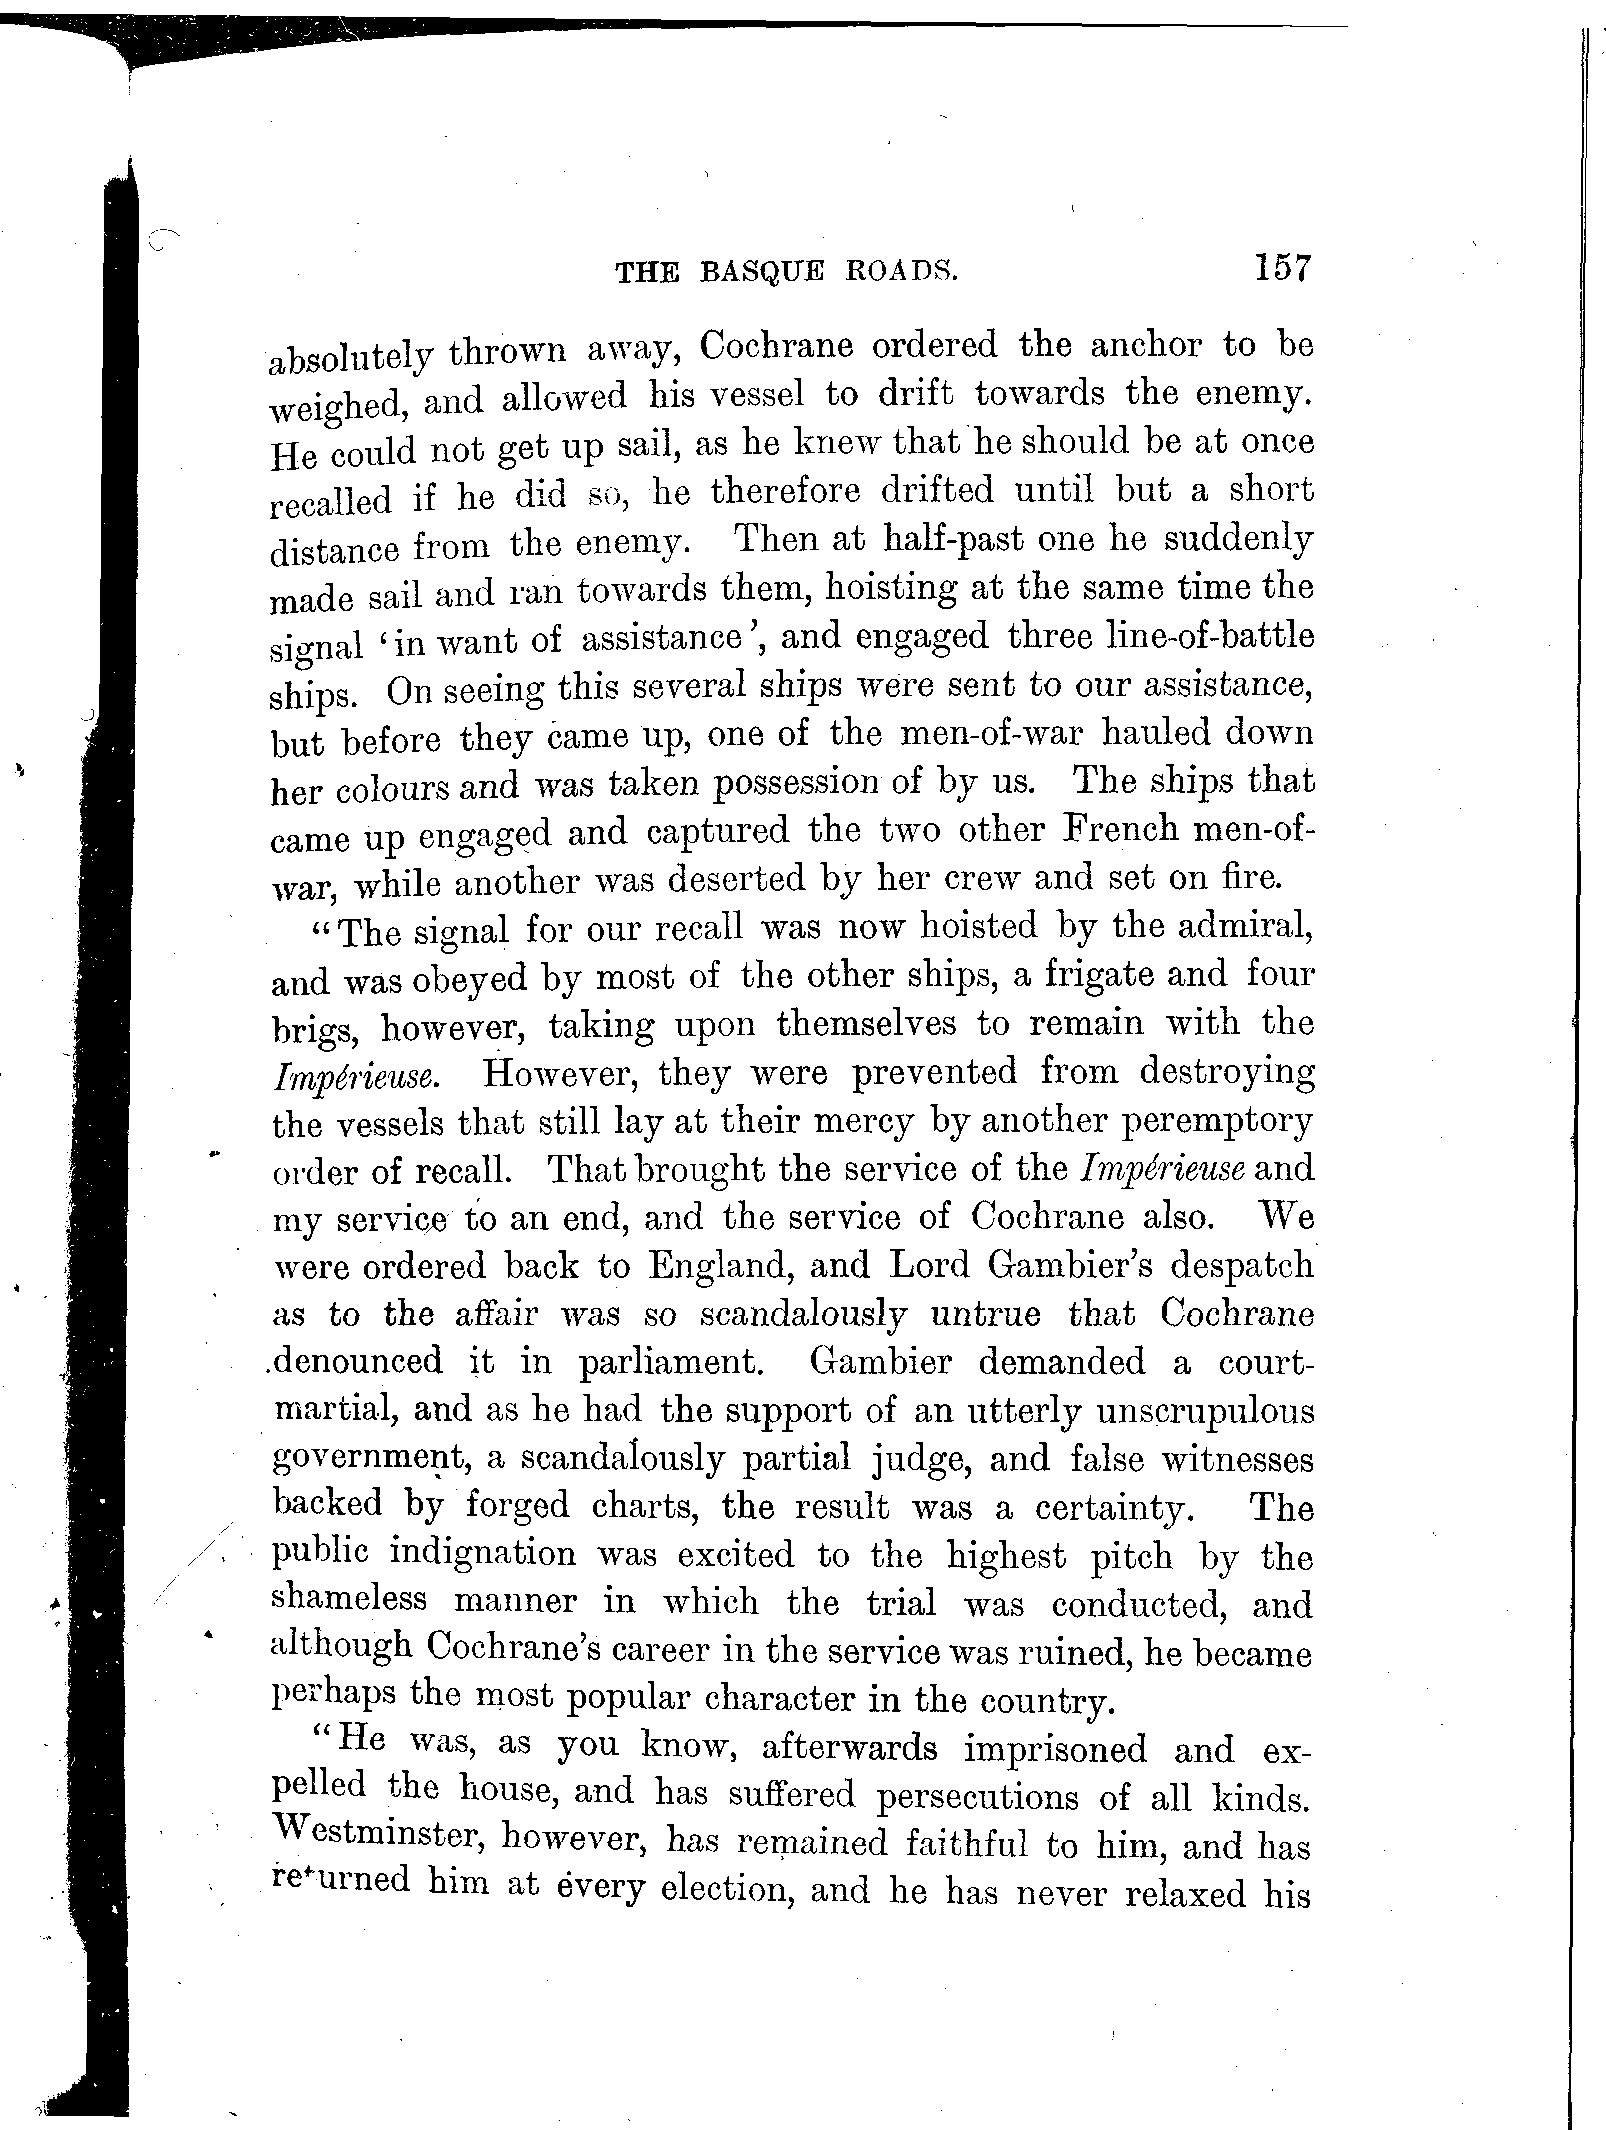 THE BASQUE ROADS. 157
absolutely thrown away, Cochrane ordered the anchor to be
weighed, and allowed his vessel to drift towards the enemy.
He could not get up sail, as he knew that he should be at once
recalled if he did so, he therefore drifted until but a short
distance from the enemy. Then at half-past one he suddenly
made sail and ran towards them, hoisting at the same time the
signal ‘in want of assistance’, and engaged three line-of-battle
ships. On seeing this several ships were sent to our assistance,
but before they came up, one of the men-of-war hauled down
her colours and was taken possession of by us. The ships that
came up engaged and captured the two other French men-of-
war, while another was deserted by her crew and set on fire.
“The signal for our recall was now hoisted by the admiral,
and was obeyed by most of the other ships, a frigate and four
brigs, however, taking upon themselves to remain with the
Impérieuse. However, they were prevented from destroying
the vessels that still lay at their mercy by another peremptory
order of recall. That brought the service of the Impérieuse and
my service to an end, and the service of Cochrane also. We
were ordered back to England, and Lord Gambier's despatch
as to the affair was so scandalously untrue that Cochrane
denounced it in parliament. Gambier demanded a court-
martial, and as he had the support of an utterly unscrupulous
government, a scandalously partial judge, and false witnesses
backed by forged charts, the result was a certainty. The
public indignation was excited to the highest pitch by the
shameless manner in which the trial was conducted, and
although Cochrane's career in the service was ruined, he became
perhaps the most popular character in the country.
“He was, as you know, afterwards imprisoned and ex-
pelled the house, and has suffered persecutions of all kinds.
Westminster, however, has remained faithful to him, and has
returned him at every election, and he has never relaxed his